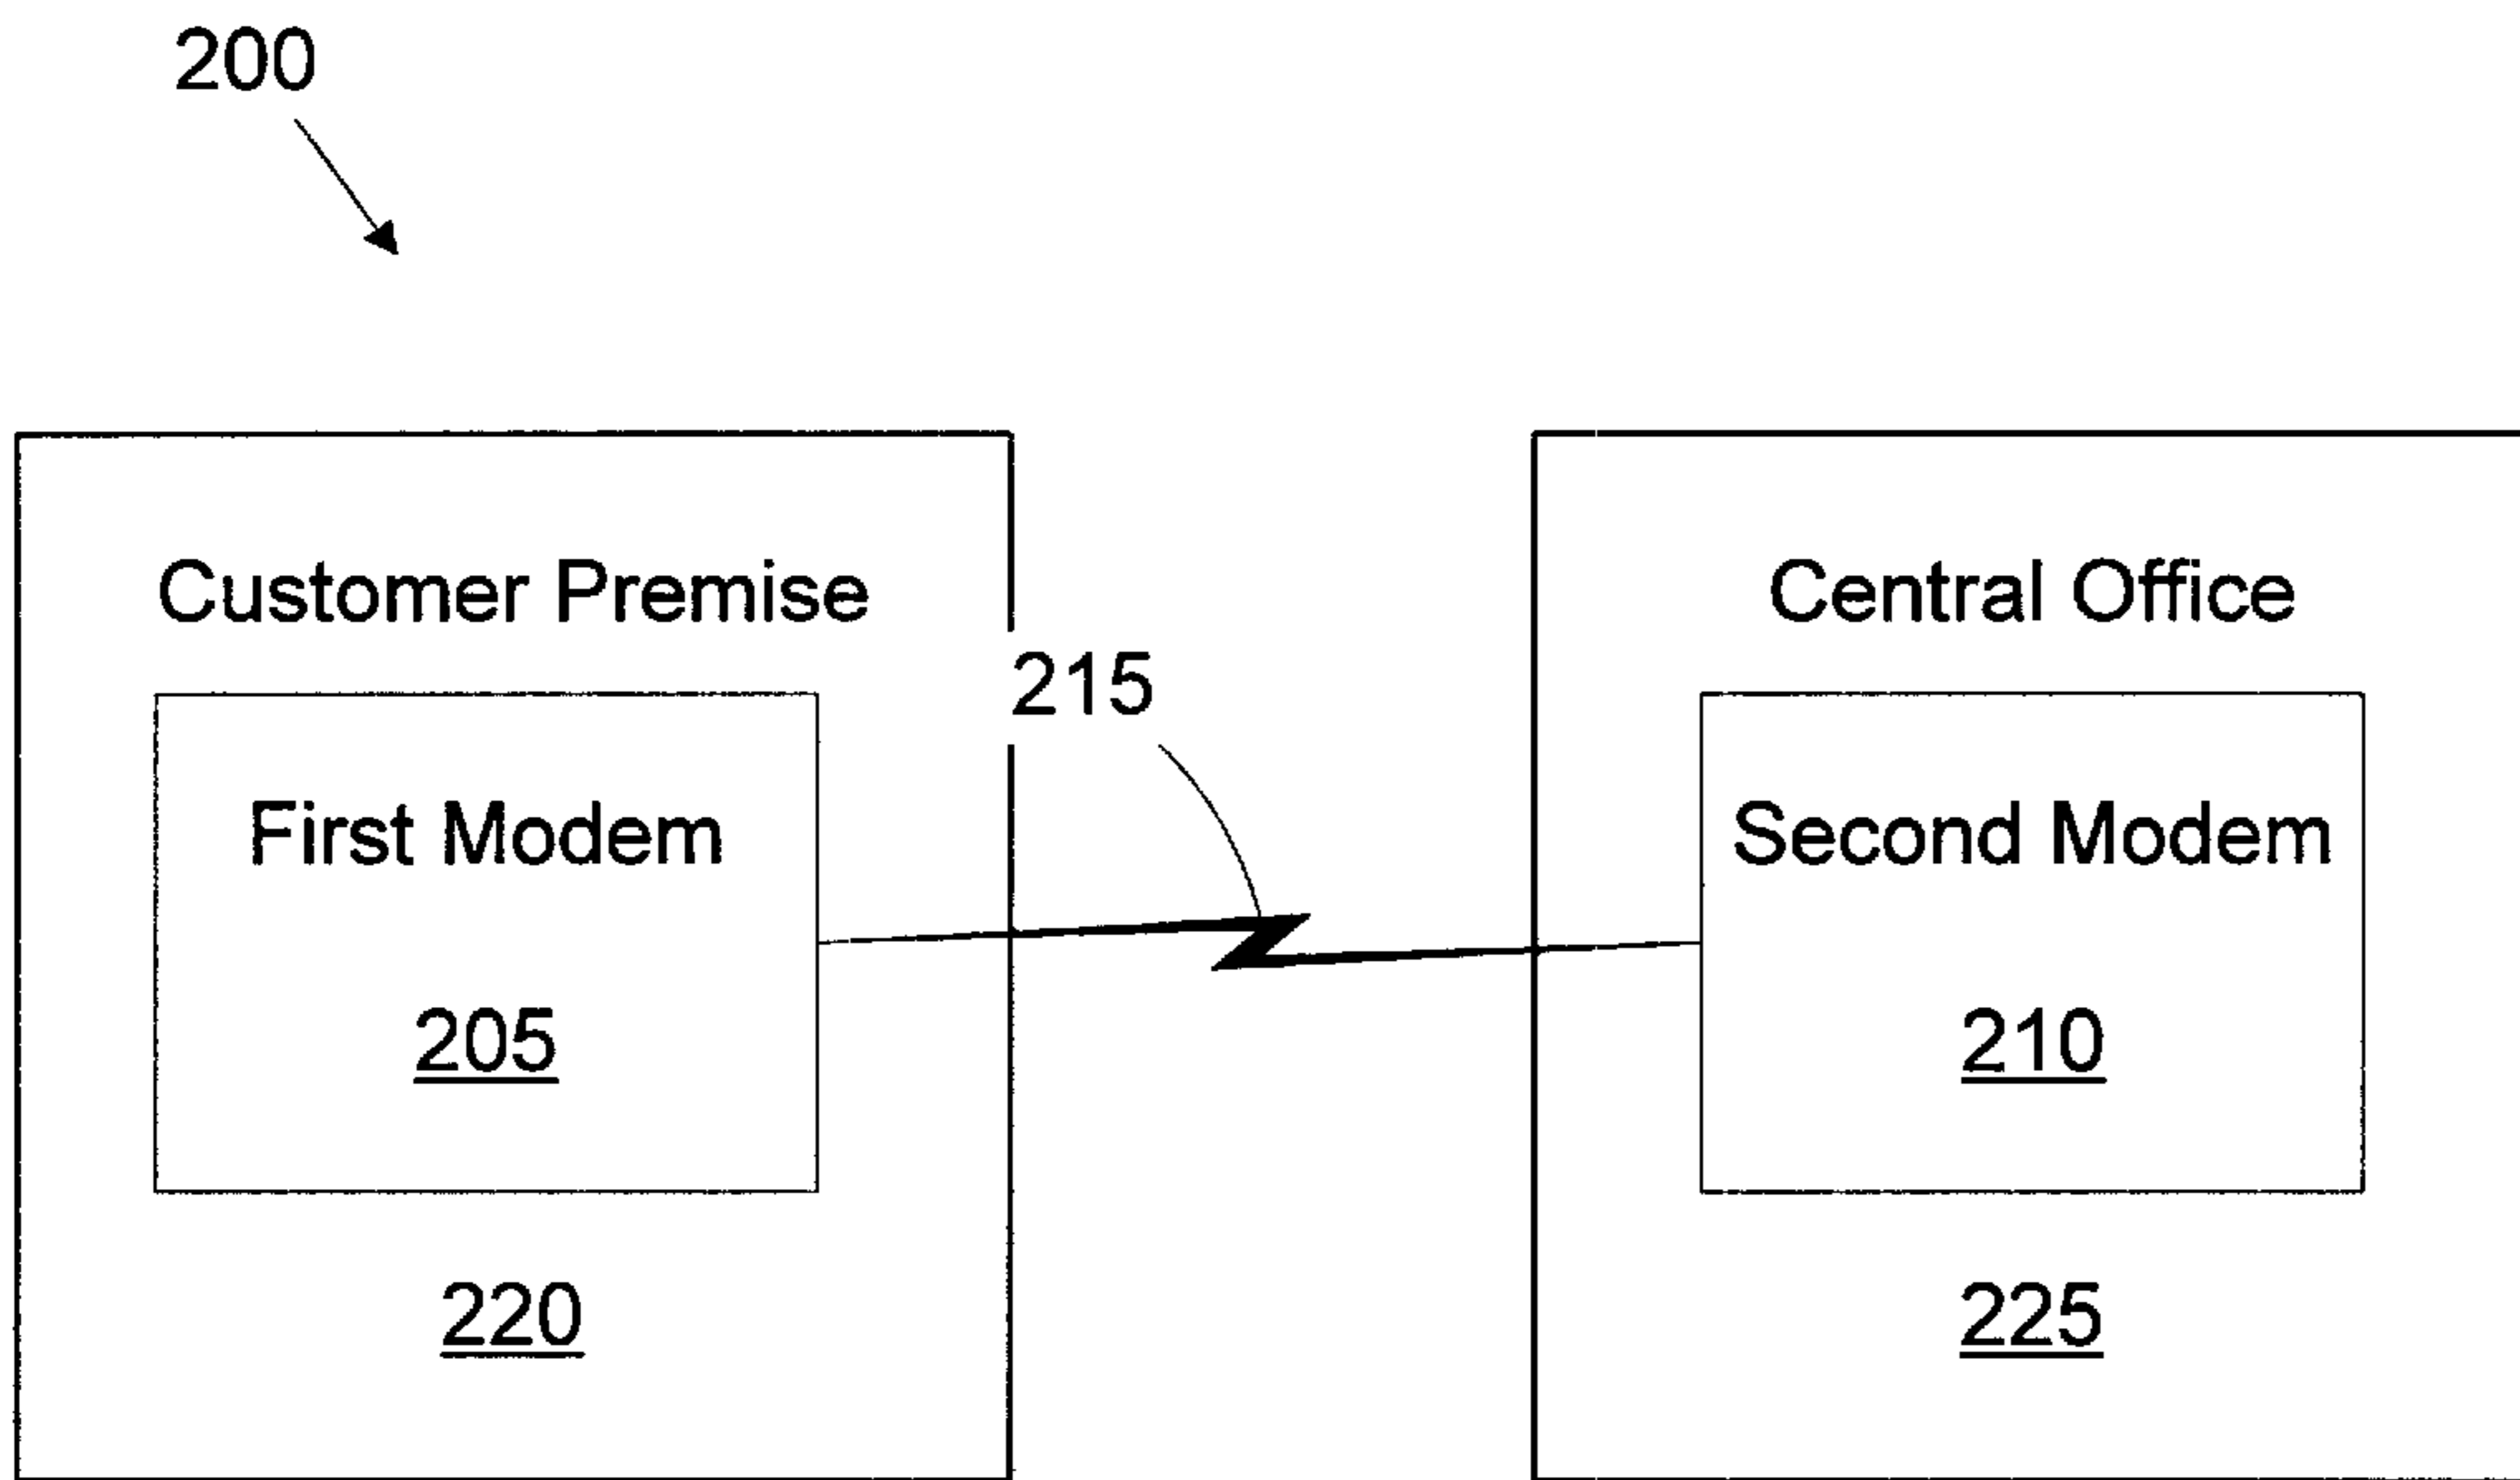 200
Customer Premise
Central Office
215
First Modem
Second Modem
205
210
220
225